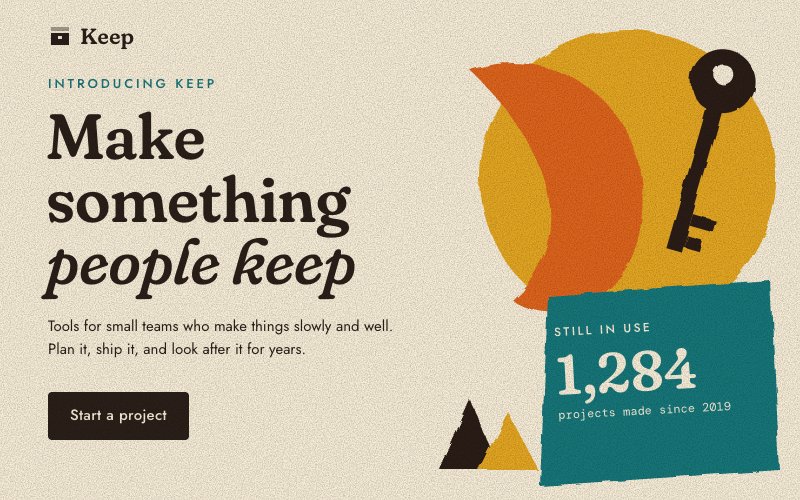 Keep
INTRODUCING KEEP
Make
something
people keep
Tools for small teams who make things slowly and well.
Plan it, ship it, and look after it for years.
Start a project
STILL IN USE
1,284
projects made since 2019